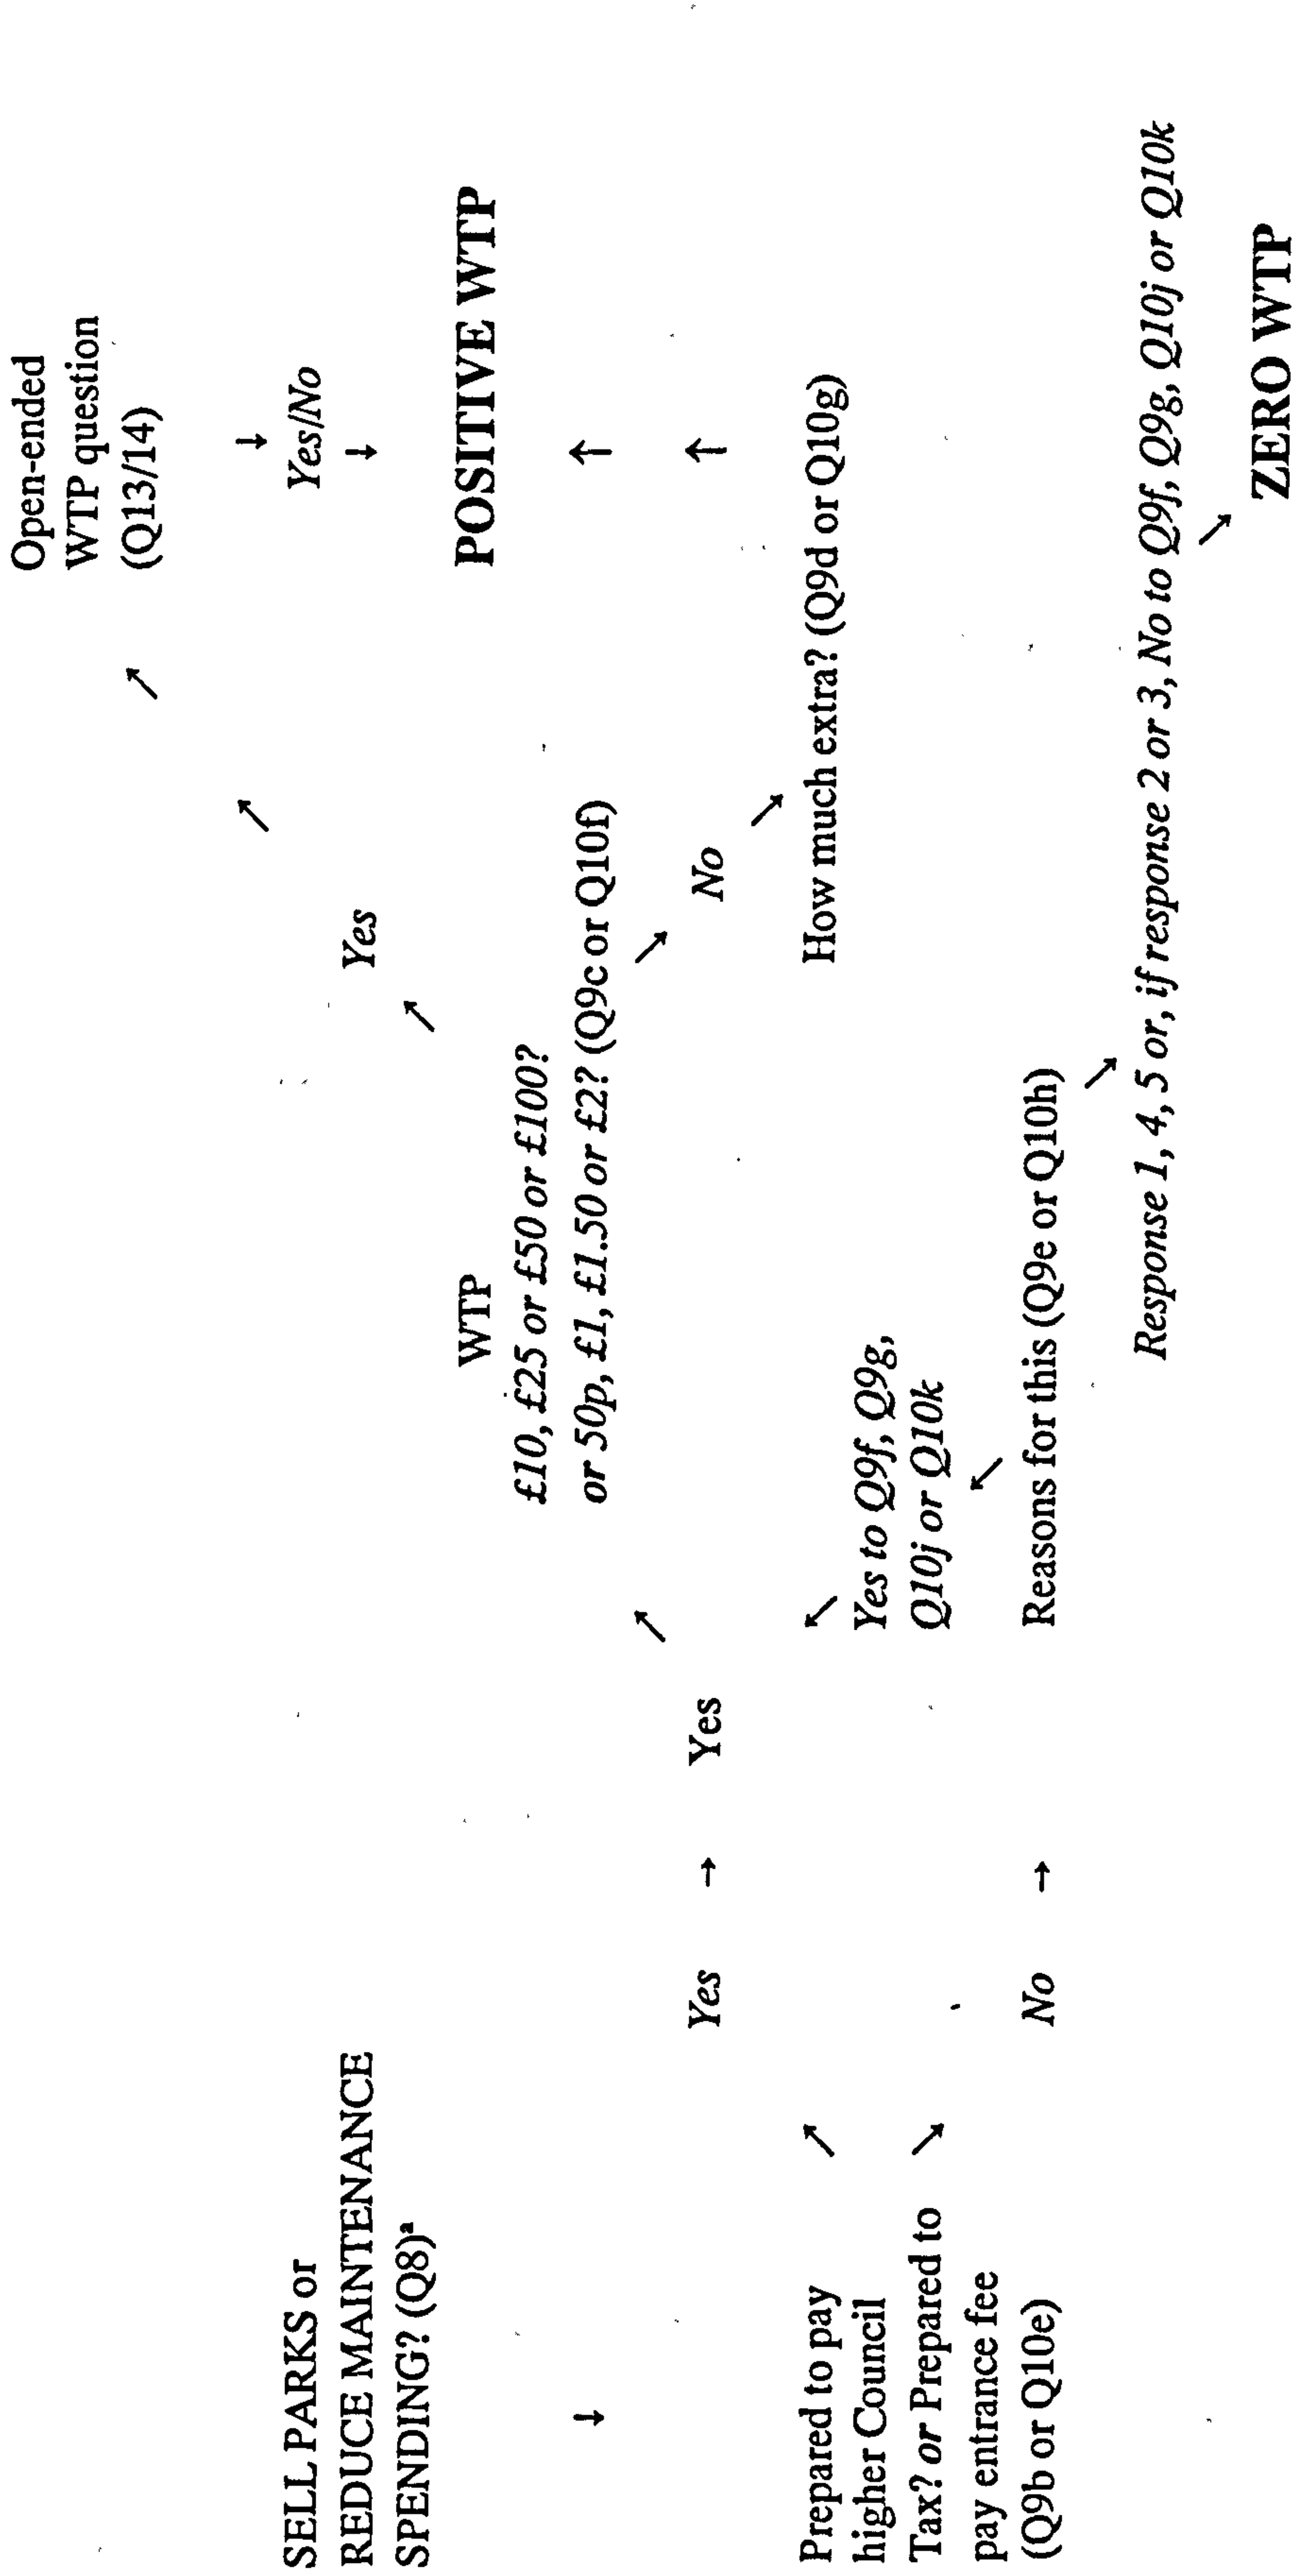 SELL PARKS or
REDUCE MAINTENANCE
SPENDING? (Q8)ᵃ
↓
Prepared to pay
higher Council
Tax? or Prepared to
pay entrance fee
(Q9b or Q10e)
↗
↘
Yes → Yes
No →
↗
WTP
£10, £25 or £50 or £100?
or 50p, £1, £1.50 or £2? (Q9c or Q10f)
↗
Yes
↗
↗
Open-ended
WTP question
(Q13/14)
↓
Yes/No
↓
POSITIVE WTP
↑
↑
↘
No
↘
How much extra? (Q9d or Q10g)
↖
Yes to Q9f, Q9g,
Q10j or Q10k
↖
Reasons for this (Q9e or Q10h)
↘
Response 1, 4, 5 or, if response 2 or 3, No to Q9f, Q9g, Q10j or Q10k
↘
ZERO WTP